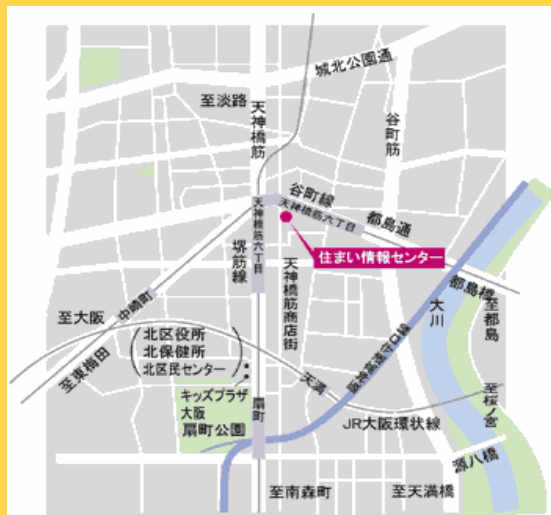 城北公園通
至淡路
天神橋筋
谷町筋
谷町線
天神橋筋六丁目
都島通
天神橋筋六丁目
住まい情報センター
堺筋線
天神橋筋商店街
都島橋
至都島
大川
中崎町
至大阪
至東梅田
北区役所
北保健所
北区民センター
天満
至桜ノ宮
キッズプラザ
大阪
扇町公園
扇町
JR大阪環状線
源八橋
至南森町
至天満橋